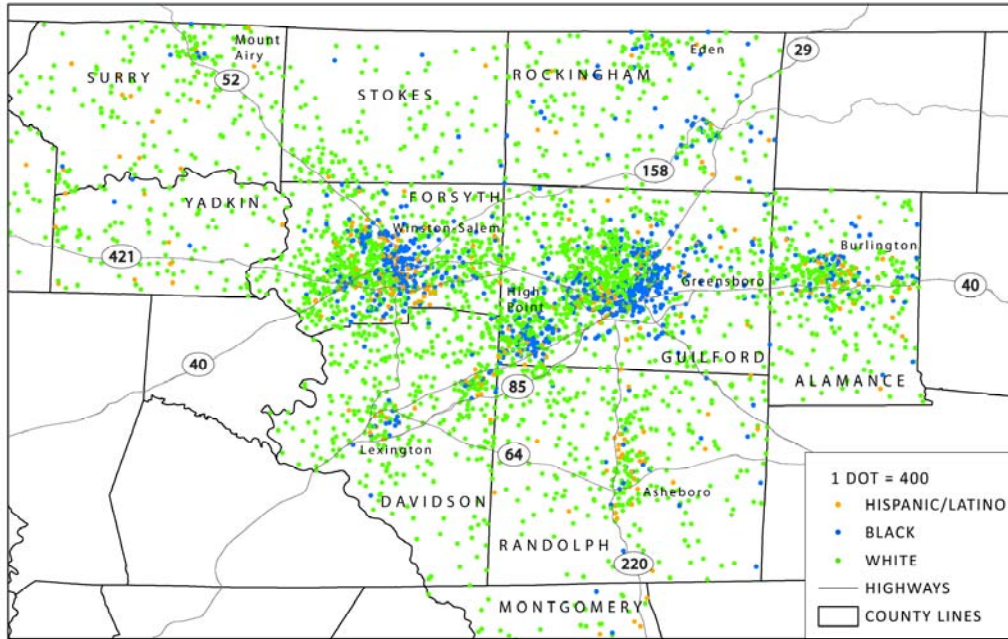 Mount
Airy
SURRY
52
STOKES
ROCKINGHAM
Eden
29
158
YADKIN
FORSYTH
Winston-Salem
421
High
Point
Greensboro
Burlington
40
GUILFORD
ALAMANCE
40
85
Lexington
64
Asheboro
DAVIDSON
RANDOLPH
220
MONTGOMERY
1 DOT = 400
HISPANIC/LATINO
BLACK
WHITE
HIGHWAYS
COUNTY LINES